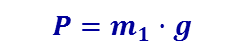 P = m₁ · g